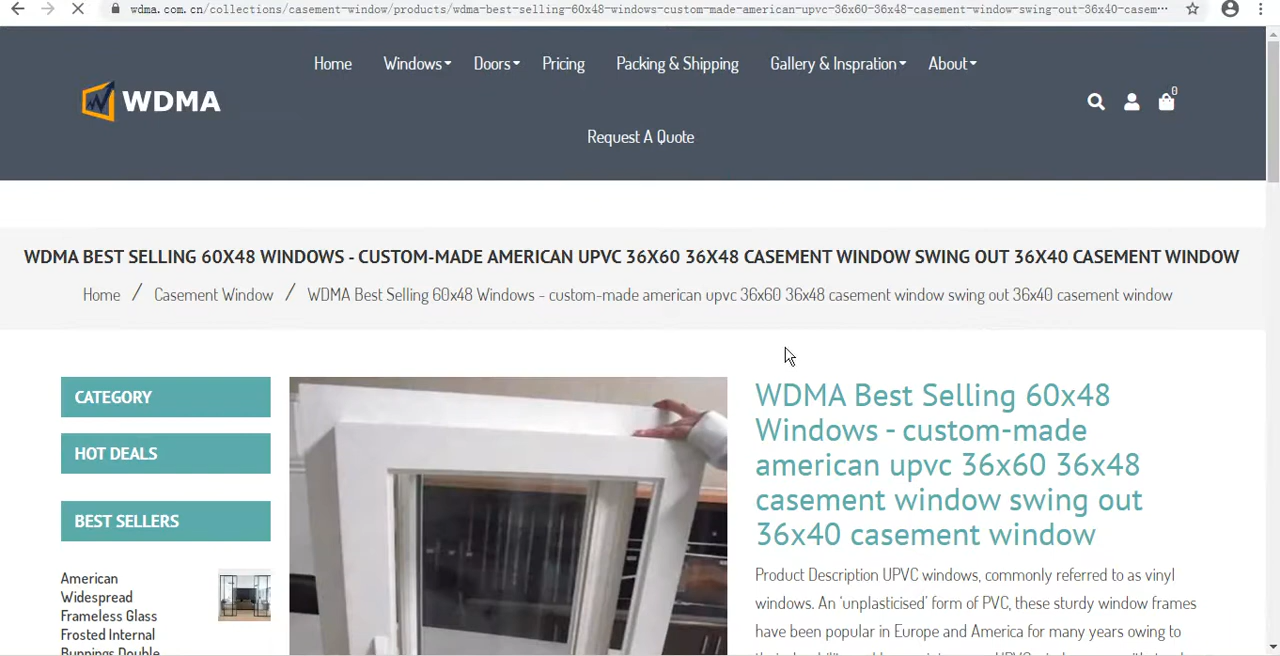 wdma.com.cn/collections/casement-window/products/wdma-best-selling-60x48-windows-custom-made-american-upvc-36x60-36x48-casement-window-swing-out-36x40-casem…
Home Windows Doors Pricing Packing & Shipping Gallery & Inspration About
WDMA
0
Request A Quote
WDMA BEST SELLING 60X48 WINDOWS - CUSTOM-MADE AMERICAN UPVC 36X60 36X48 CASEMENT WINDOW SWING OUT 36X40 CASEMENT WINDOW
Home / Casement Window / WDMA Best Selling 60x48 Windows - custom-made american upvc 36x60 36x48 casement window swing out 36x40 casement window
CATEGORY
HOT DEALS
BEST SELLERS
American
Widespread
Frameless Glass
Frosted Internal
Bunnings Double
WDMA Best Selling 60x48
Windows - custom-made
american upvc 36x60 36x48
casement window swing out
36x40 casement window
Product Description UPVC windows, commonly referred to as vinyl
windows. An ‘unplasticised’ form of PVC, these sturdy window frames
have been popular in Europe and America for many years owing to